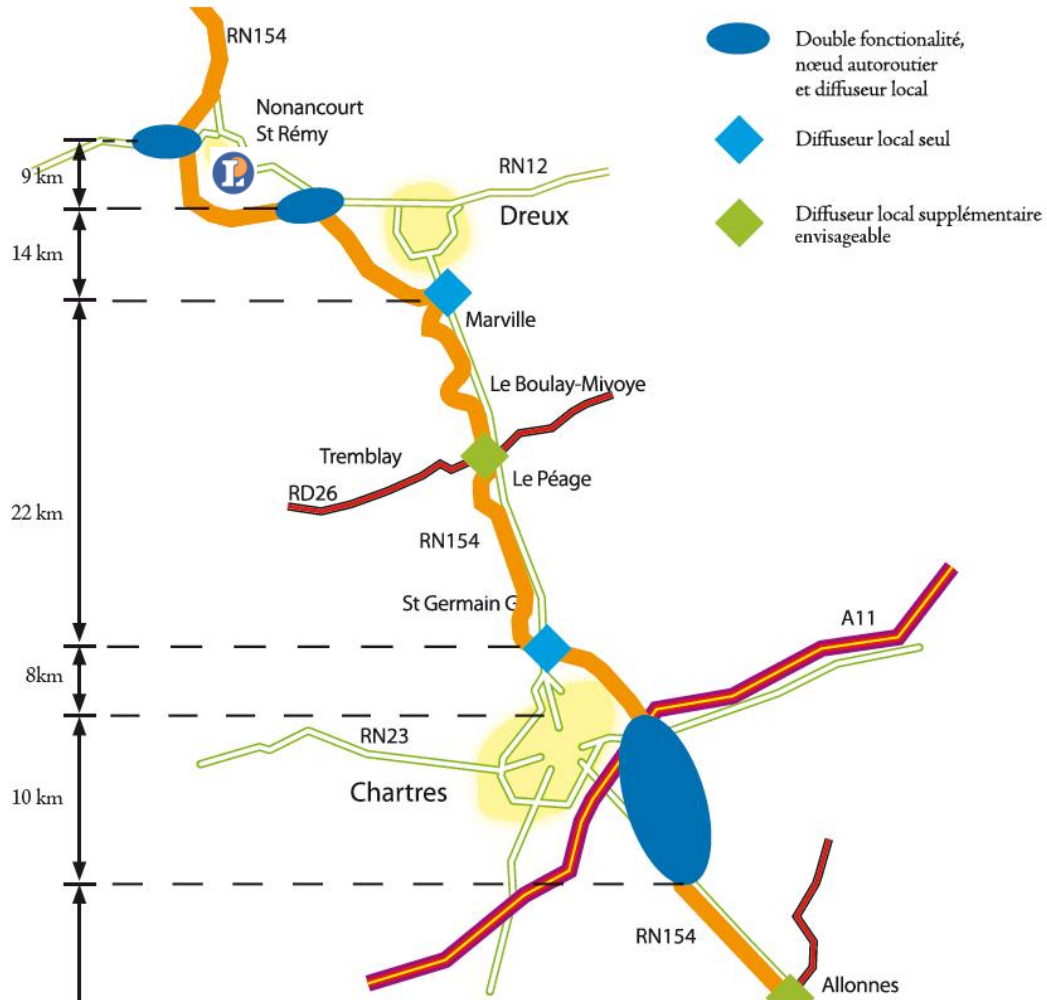 RN154
Double fonctionalité,
nœud autoroutier
et diffuseur local
Nonancourt
St Rémy
Diffuseur local seul
9 km
L
RN12
Dreux
Diffuseur local supplémentaire
envisageable
14 km
Marville
Le Boulay-Mivoye
Tremblay
Le Péage
RD26
22 km
RN154
St Germain G
A11
8km
RN23
Chartres
10 km
RN154
Allonnes